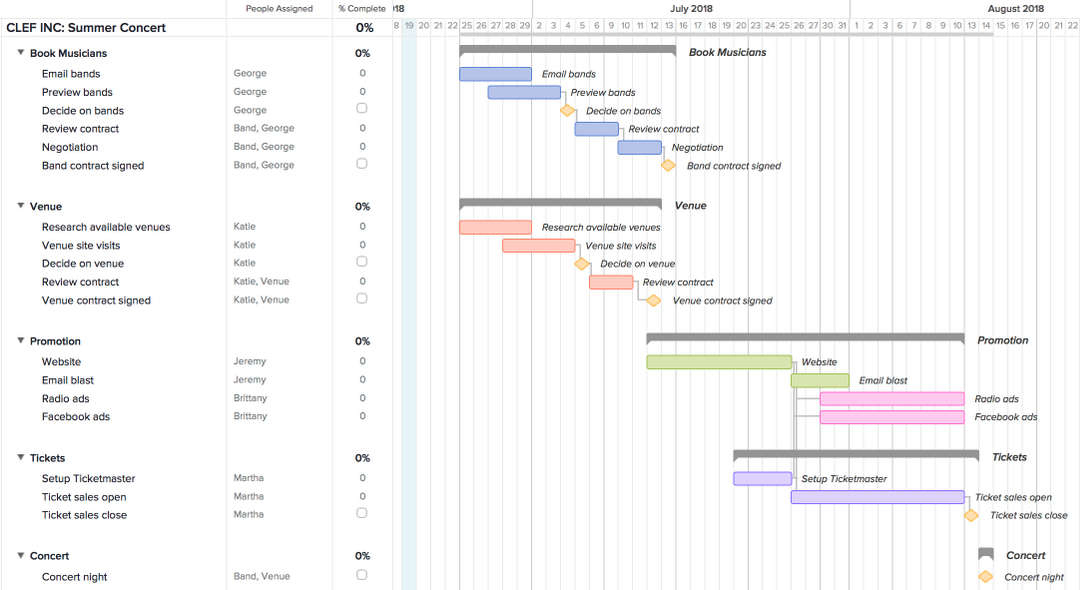 People Assigned % Complete '18 July 2018 August 2018
CLEF INC: Summer Concert 0% 8 19 20 21 22 25 26 27 28 29 2 3 4 5 6 9 10 11 12 13 16 17 18 19 20 23 24 25 26 27 30 31 1 2 3 6 7 8 9 10 13 14 15 16 17 20 21 22
Book Musicians 0% Book Musicians
Email bands George 0 Email bands
Preview bands George 0 Preview bands
Decide on bands George Decide on bands
Review contract Band, George 0 Review contract
Negotiation Band, George 0 Negotiation
Band contract signed Band, George Band contract signed
Venue 0% Venue
Research available venues Katie 0 Research available venues
Venue site visits Katie 0 Venue site visits
Decide on venue Katie Decide on venue
Review contract Katie, Venue 0 Review contract
Venue contract signed Katie, Venue Venue contract signed
Promotion 0% Promotion
Website Jeremy 0 Website
Email blast Jeremy 0 Email blast
Radio ads Brittany 0 Radio ads
Facebook ads Brittany 0 Facebook ads
Tickets 0% Tickets
Setup Ticketmaster Martha 0 Setup Ticketmaster
Ticket sales open Martha 0 Ticket sales open
Ticket sales close Martha Ticket sales close
Concert 0% Concert
Concert night Band, Venue Concert night